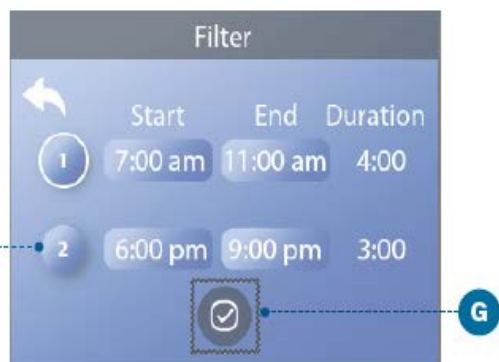 Filter
Start End Duration
1 7:00 am 11:00 am 4:00
2 6:00 pm 9:00 pm 3:00
G